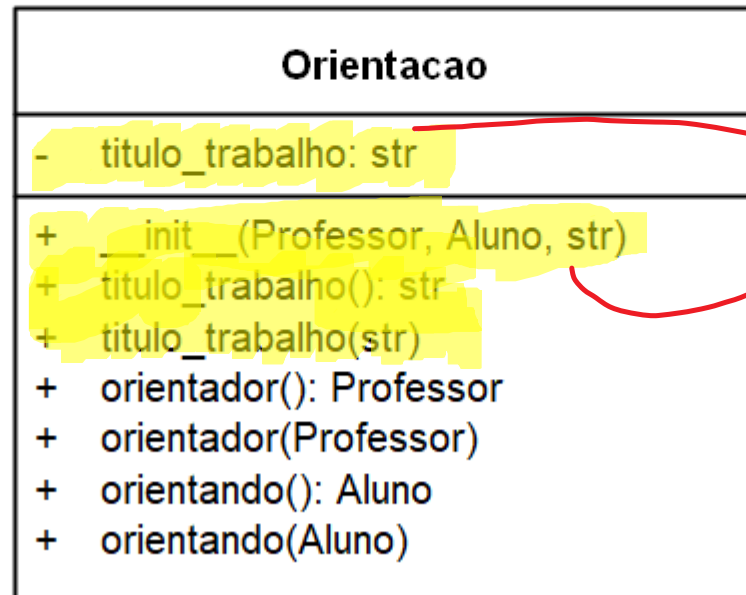 Orientacao
- titulo_trabalho: str
+ __init__(Professor, Aluno, str)
+ titulo_trabalho(): str
+ titulo_trabalho(str)
+ orientador(): Professor
+ orientador(Professor)
+ orientando(): Aluno
+ orientando(Aluno)